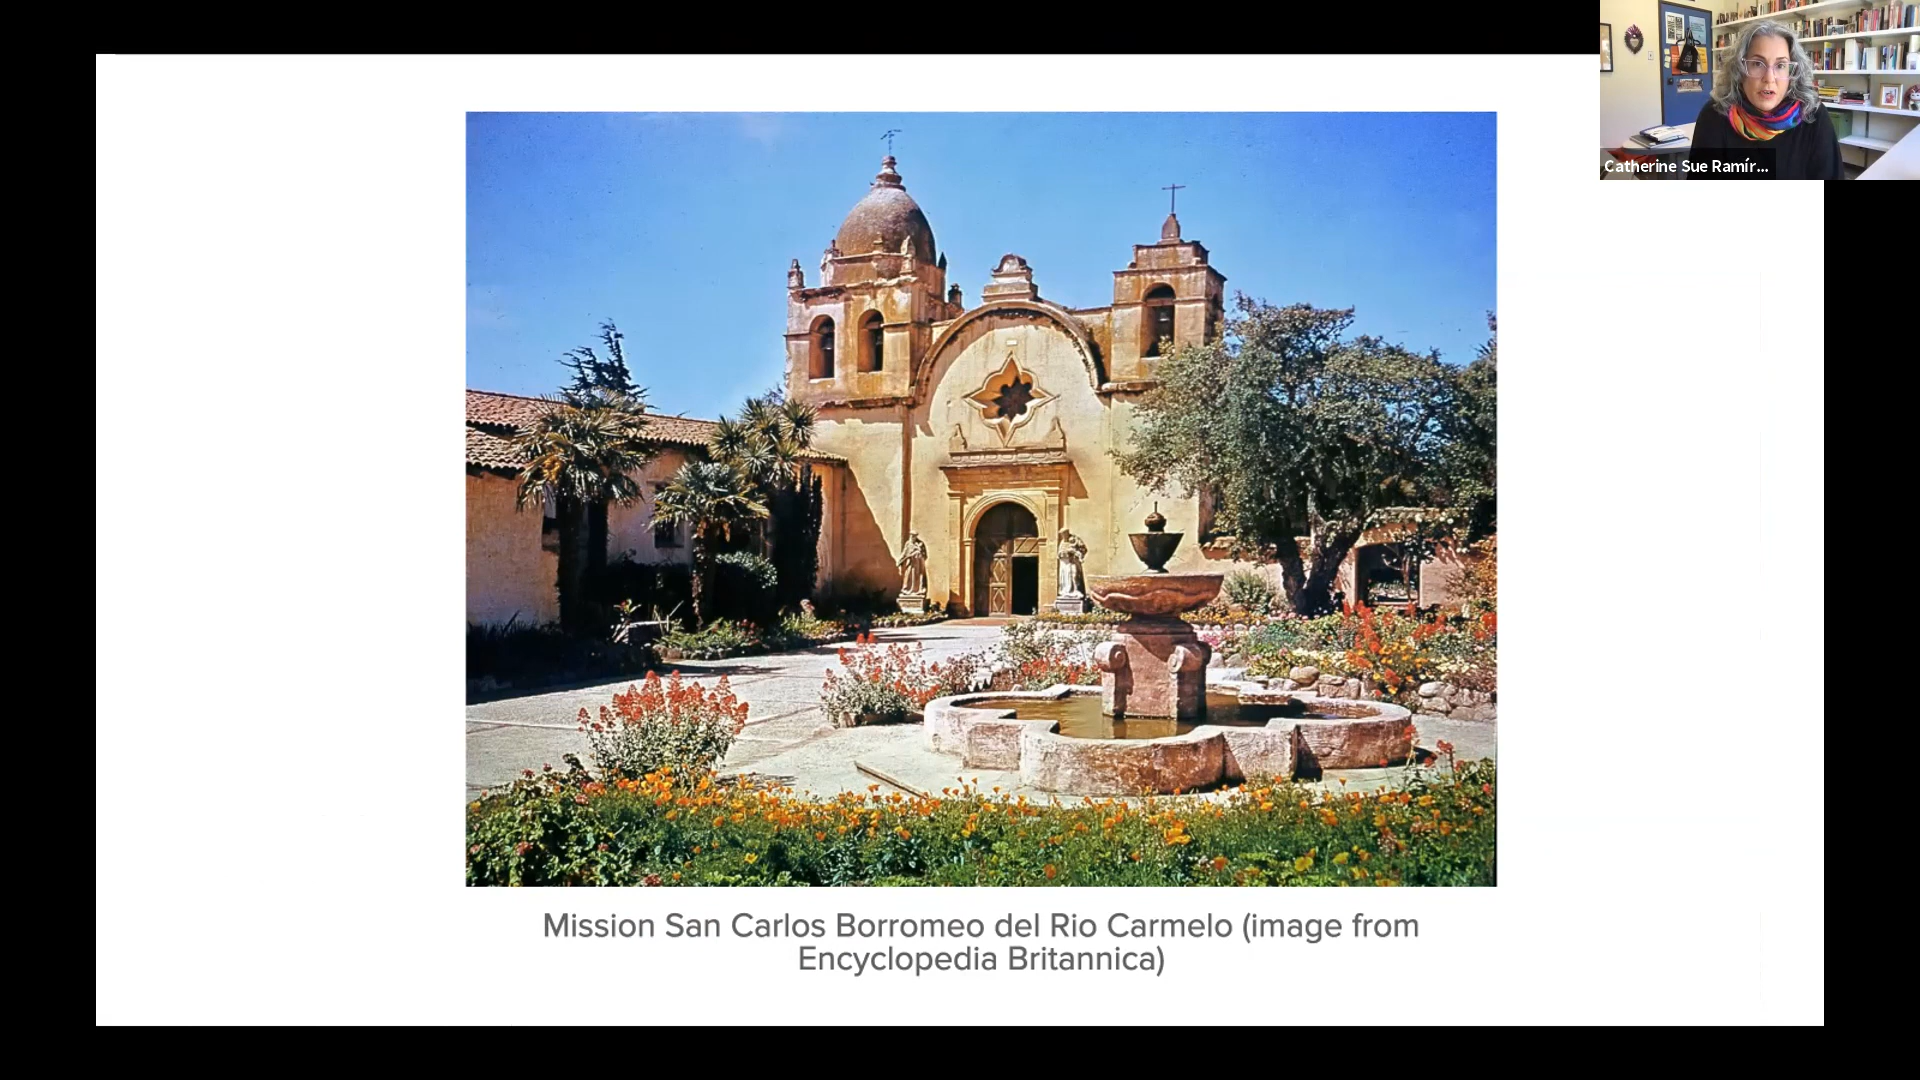 Catherine Sue Ramír...
Mission San Carlos Borromeo del Rio Carmelo (image from
Encyclopedia Britannica)